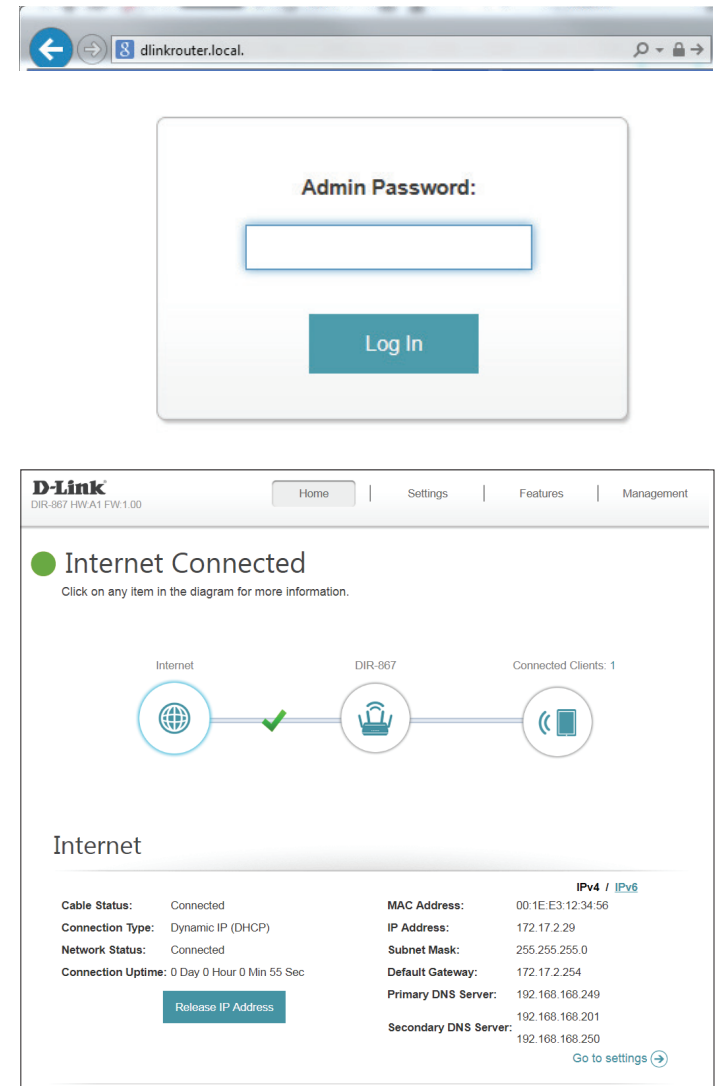 dlinkrouter.local.
Admin Password:
Log In
D-Link
DIR-867 HW:A1 FW:1.00
Home | Settings | Features | Management
Internet Connected
Click on any item in the diagram for more information.
Internet DIR-867 Connected Clients: 1
Internet
IPv4 / IPv6
Cable Status: Connected MAC Address: 00:1E:E3:12:34:56
Connection Type: Dynamic IP (DHCP) IP Address: 172.17.2.29
Network Status: Connected Subnet Mask: 255.255.255.0
Connection Uptime: 0 Day 0 Hour 0 Min 55 Sec Default Gateway: 172.17.2.254
Release IP Address
Primary DNS Server: 192.168.168.249
Secondary DNS Server: 192.168.168.201
192.168.168.250
Go to settings